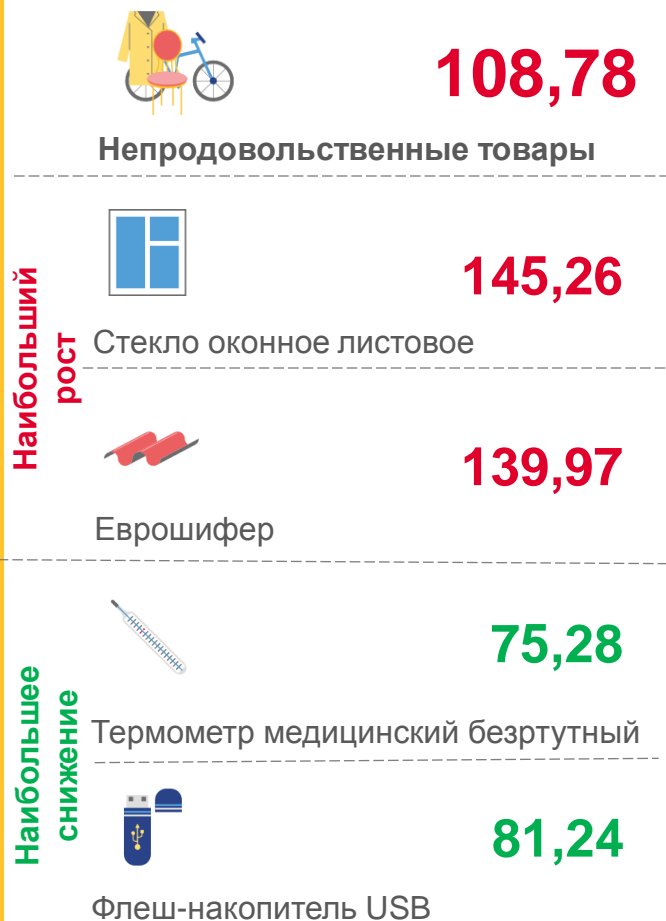 108,78
Непродовольственные товары
Наибольший
рост
145,26
Стекло оконное листовое
139,97
Еврошифер
Наибольшее
снижение
75,28
Термометр медицинский безртутный
81,24
Флеш-накопитель USB